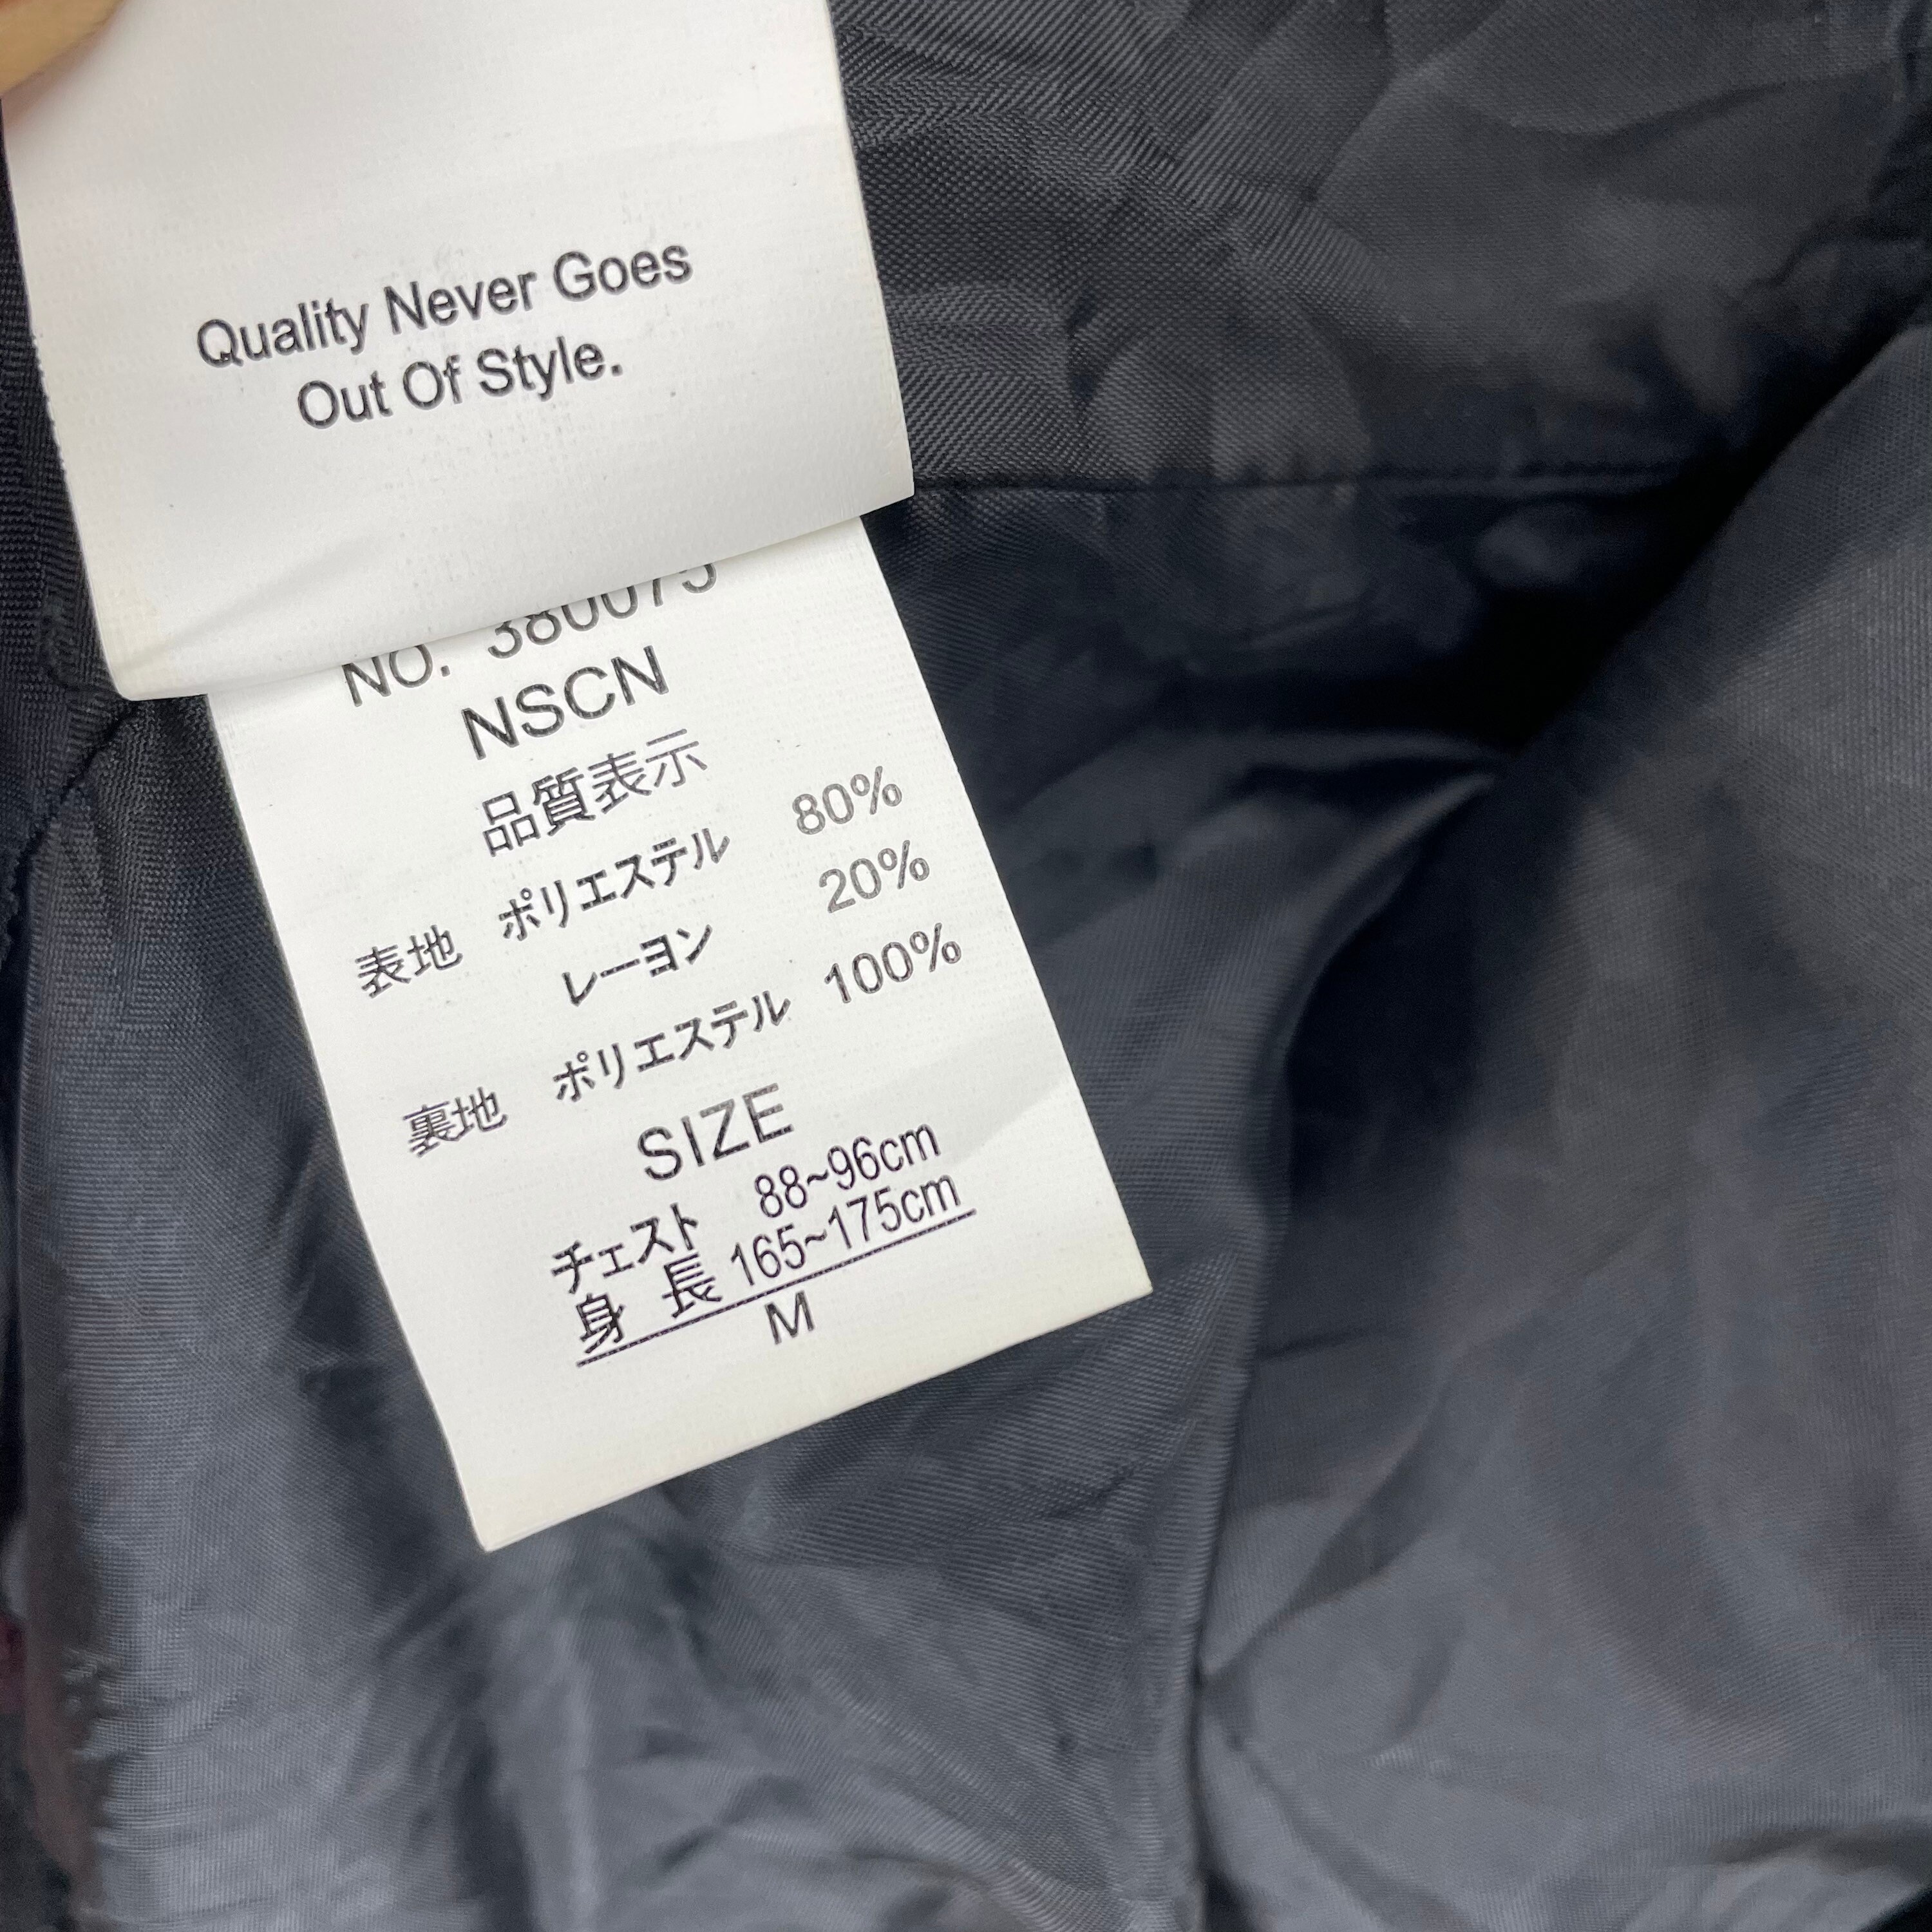 Quality Never Goes
Out Of Style.
NO. 380075
NSCN
品質表示
表地 ポリエステル 80%
レーヨン 20%
裏地 ポリエステル 100%
SIZE
チェスト 88~96cm
身 長 165~175cm
M